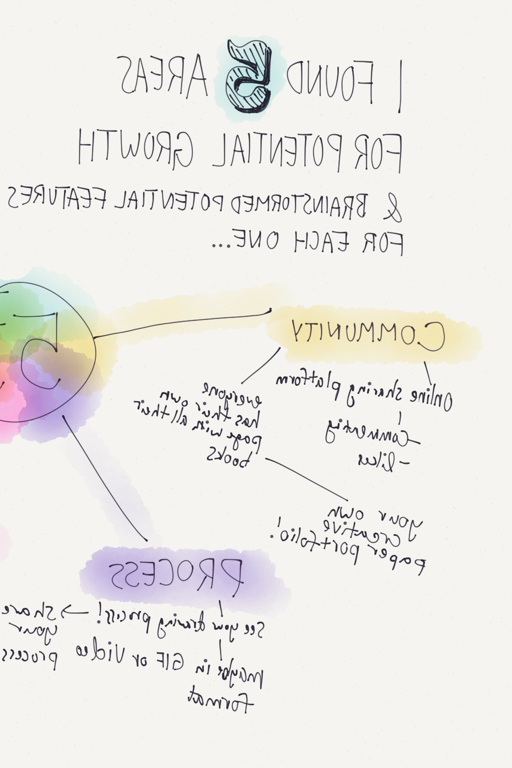 I FOUND 5 AREAS
FOR POTENTIAL GROWTH
& BRAINSTORMED POTENTIAL FEATURES
FOR EACH ONE...
COMMUNITY
Online sharing platform
- Commenting
- likes
everyone
has their own
page with all their
books
your own
creative
paper portfolio!
PROCESS
See your drawing process! → share
your
process
maybe in GIF or Video
format
5